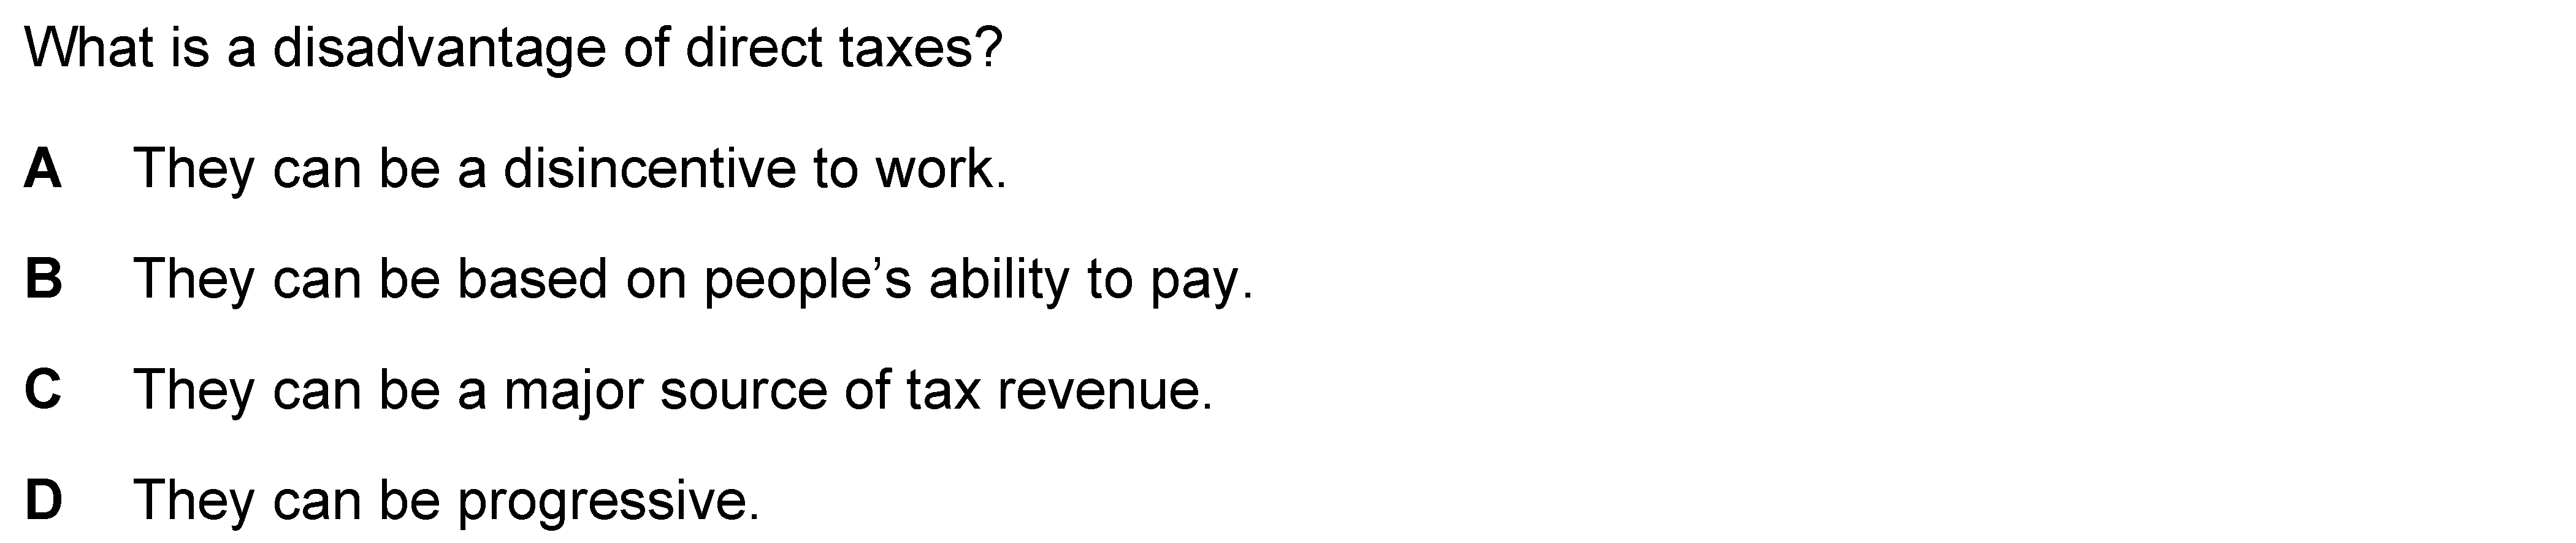 What is a disadvantage of direct taxes?
A They can be a disincentive to work.
B They can be based on people’s ability to pay.
C They can be a major source of tax revenue.
D They can be progressive.